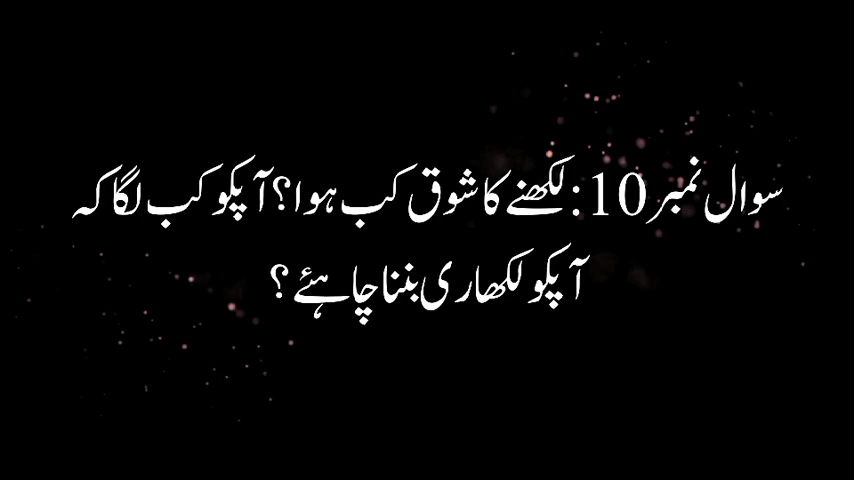 سوال نمبر 10: لکھنے کا شوق کب ہوا؟ آپکو کب لگا کہ
آپکو لکھاری بننا چاہئے؟